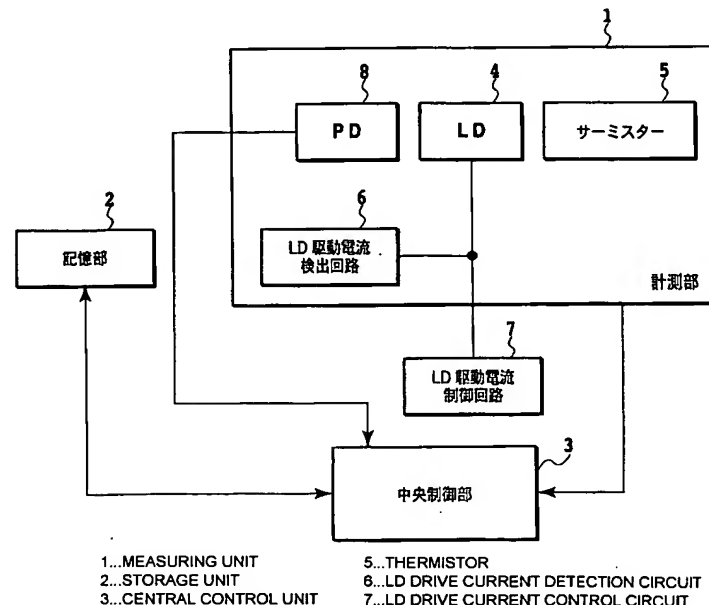 1
8
4
5
PD
LD
サーミスター
2
6
記憶部
LD 駆動電流
検出回路
計測部
7
LD 駆動電流
制御回路
3
中央制御部
1...MEASURING UNIT
2...STORAGE UNIT
3...CENTRAL CONTROL UNIT
5...THERMISTOR
6...LD DRIVE CURRENT DETECTION CIRCUIT
7...LD DRIVE CURRENT CONTROL CIRCUIT